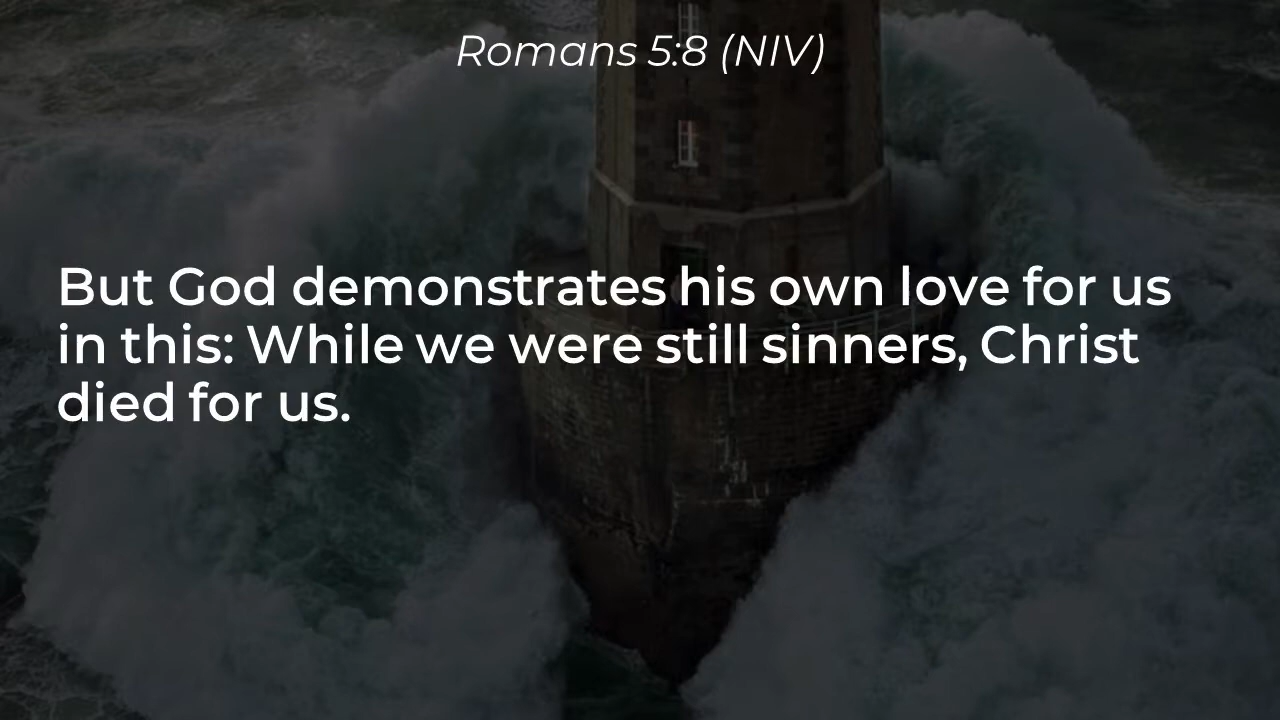 Romans 5:8 (NIV)
But God demonstrates his own love for us
in this: While we were still sinners, Christ
died for us.